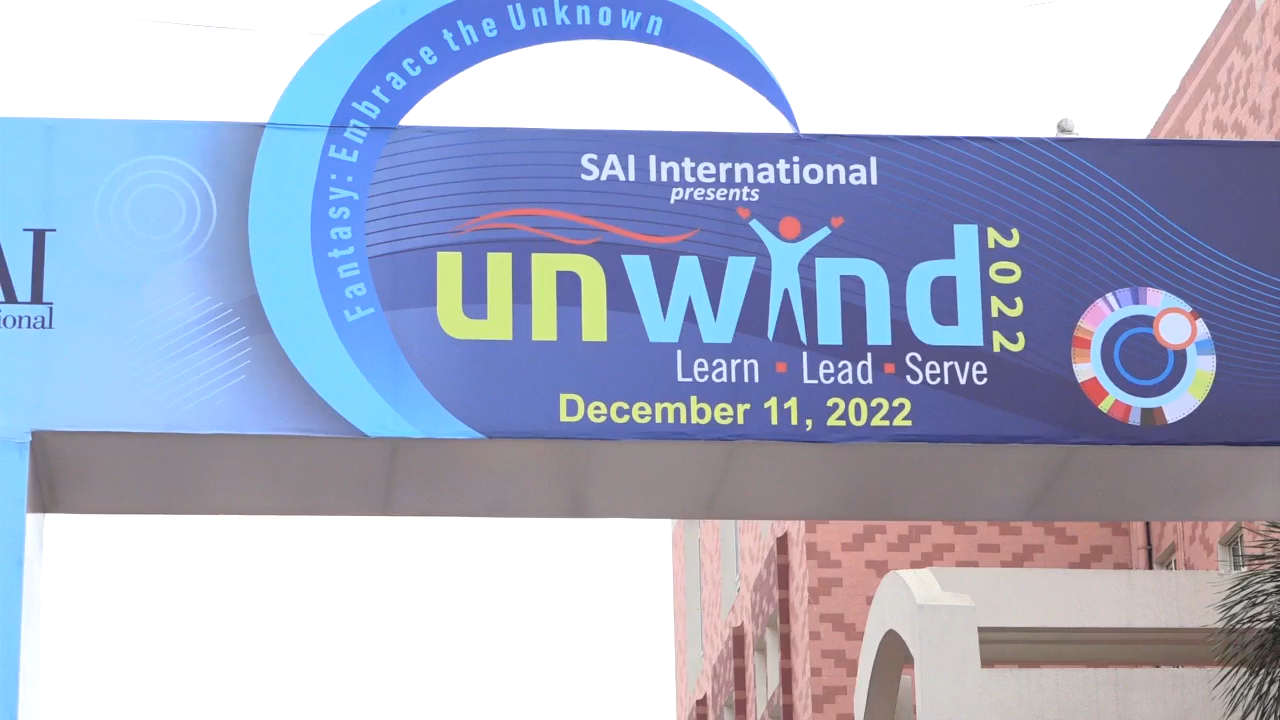 Fantasy: Embrace the Unknown
SAI International
presents
unwind
2022
Learn ▪ Lead ▪ Serve
December 11, 2022